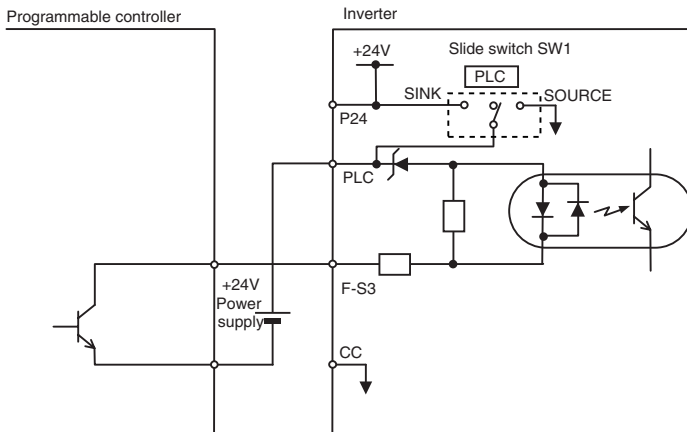 Programmable controller
Inverter
+24V
Slide switch SW1
PLC
SINK
SOURCE
P24
PLC
+24V
Power
supply
F-S3
CC